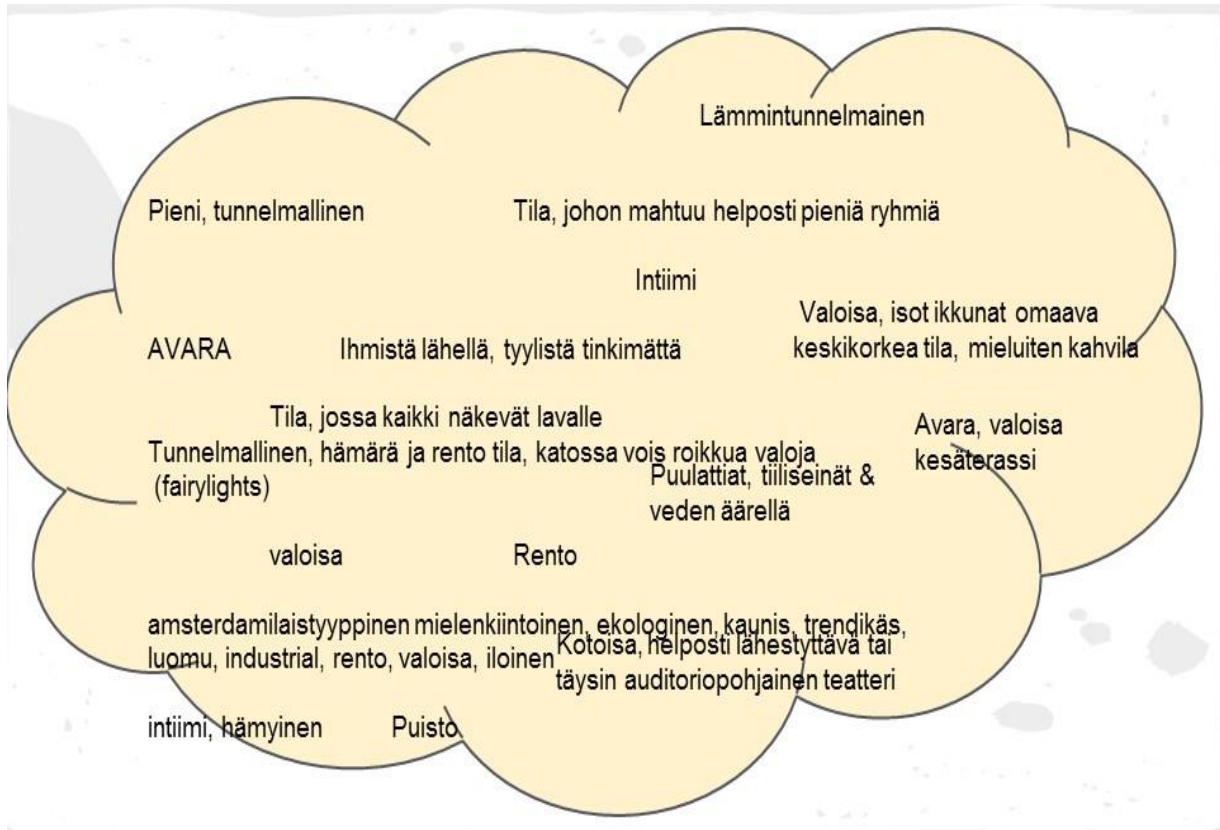 Lämmintunnelmainen
Pieni, tunnelmallinen
Tila, johon mahtuu helposti pieniä ryhmiä
Intiimi
Valoisa, isot ikkunat omaava
keskikorkea tila, mieluiten kahvila
AVARA
Ihmistä lähellä, tyylistä tinkimättä
Tila, jossa kaikki näkevät lavalle
Avara, valoisa
kesäterassi
Tunnelmallinen, hämärä ja rento tila, katossa vois roikkua valoja
(fairylights)
Puulattiat, tiiliseinät &
veden äärellä
valoisa
Rento
amsterdamilaistyyppinen mielenkiintoinen, ekologinen, kaunis, trendikäs,
luomu, industrial, rento, valoisa, iloinen
Kotoisa, helposti lähestyttävä tai
täysin auditoriopohjainen teatteri
intiimi, hämyinen
Puisto